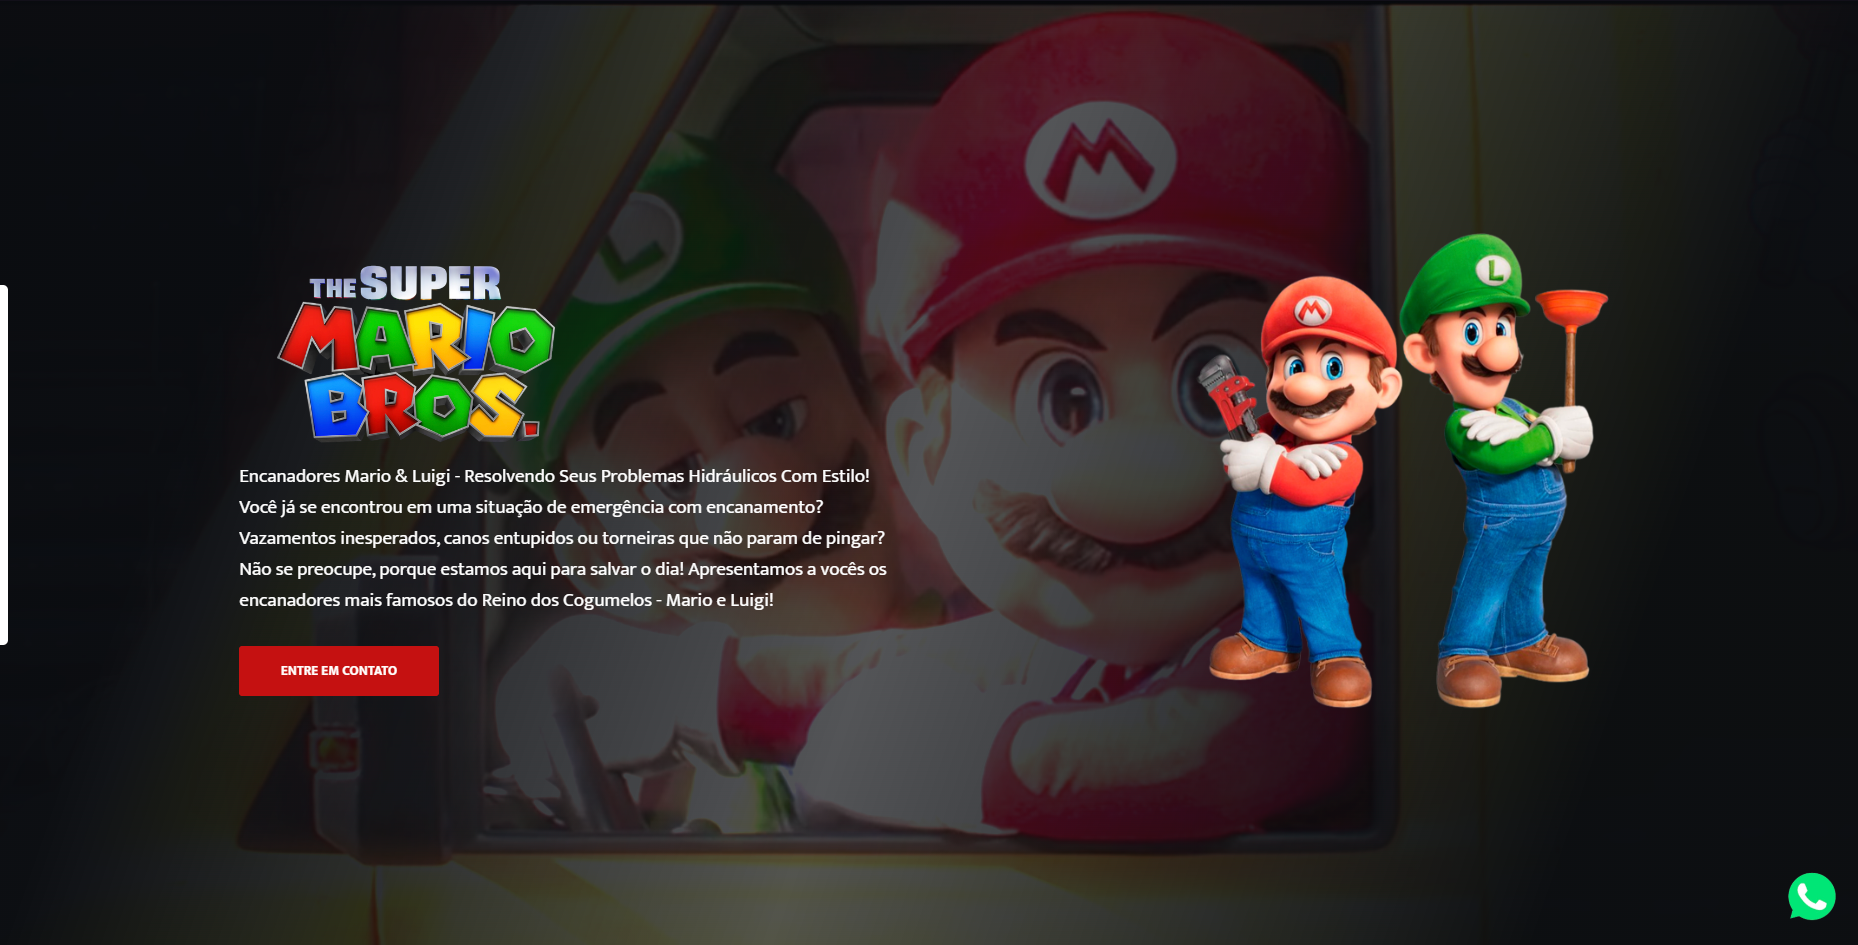 THE SUPER
MARIO
BROS.
Encanadores Mario & Luigi - Resolvendo Seus Problemas Hidráulicos Com Estilo!
Você já se encontrou em uma situação de emergência com encanamento?
Vazamentos inesperados, canos entupidos ou torneiras que não param de pingar?
Não se preocupe, porque estamos aqui para salvar o dia! Apresentamos a vocês os
encanadores mais famosos do Reino dos Cogumelos - Mario e Luigi!
ENTRE EM CONTATO
M
L
M
L